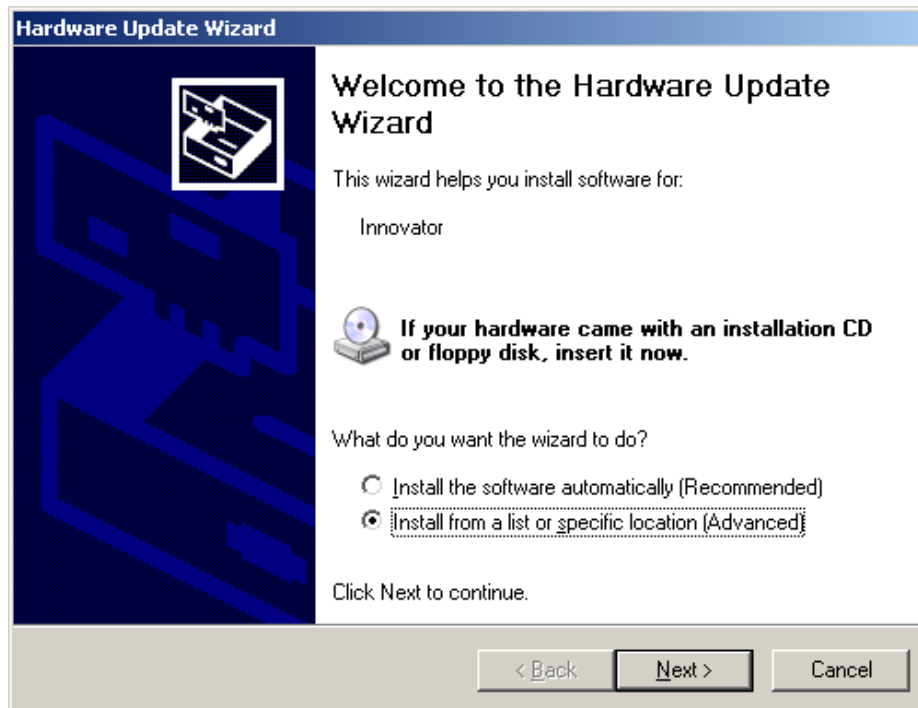 Hardware Update Wizard
Welcome to the Hardware Update
Wizard
This wizard helps you install software for:
Innovator
If your hardware came with an installation CD
or floppy disk, insert it now.
What do you want the wizard to do?
Install the software automatically (Recommended)
Install from a list or specific location (Advanced)
Click Next to continue.
< Back Next > Cancel